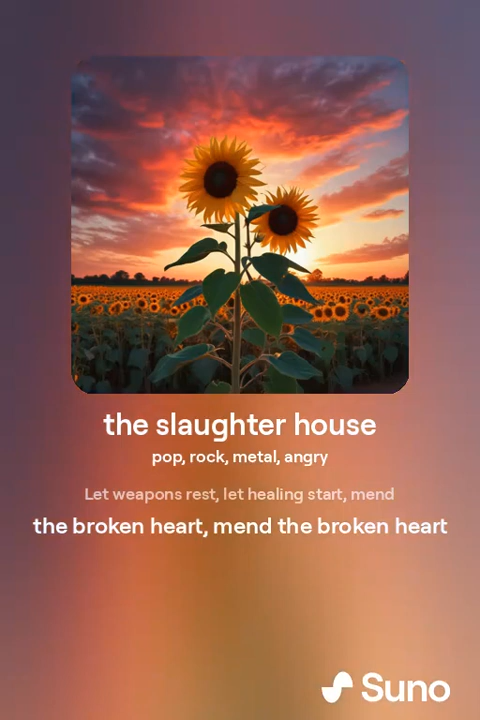 the slaughter house
pop, rock, metal, angry
Let weapons rest, let healing start, mend
the broken heart, mend the broken heart
Suno